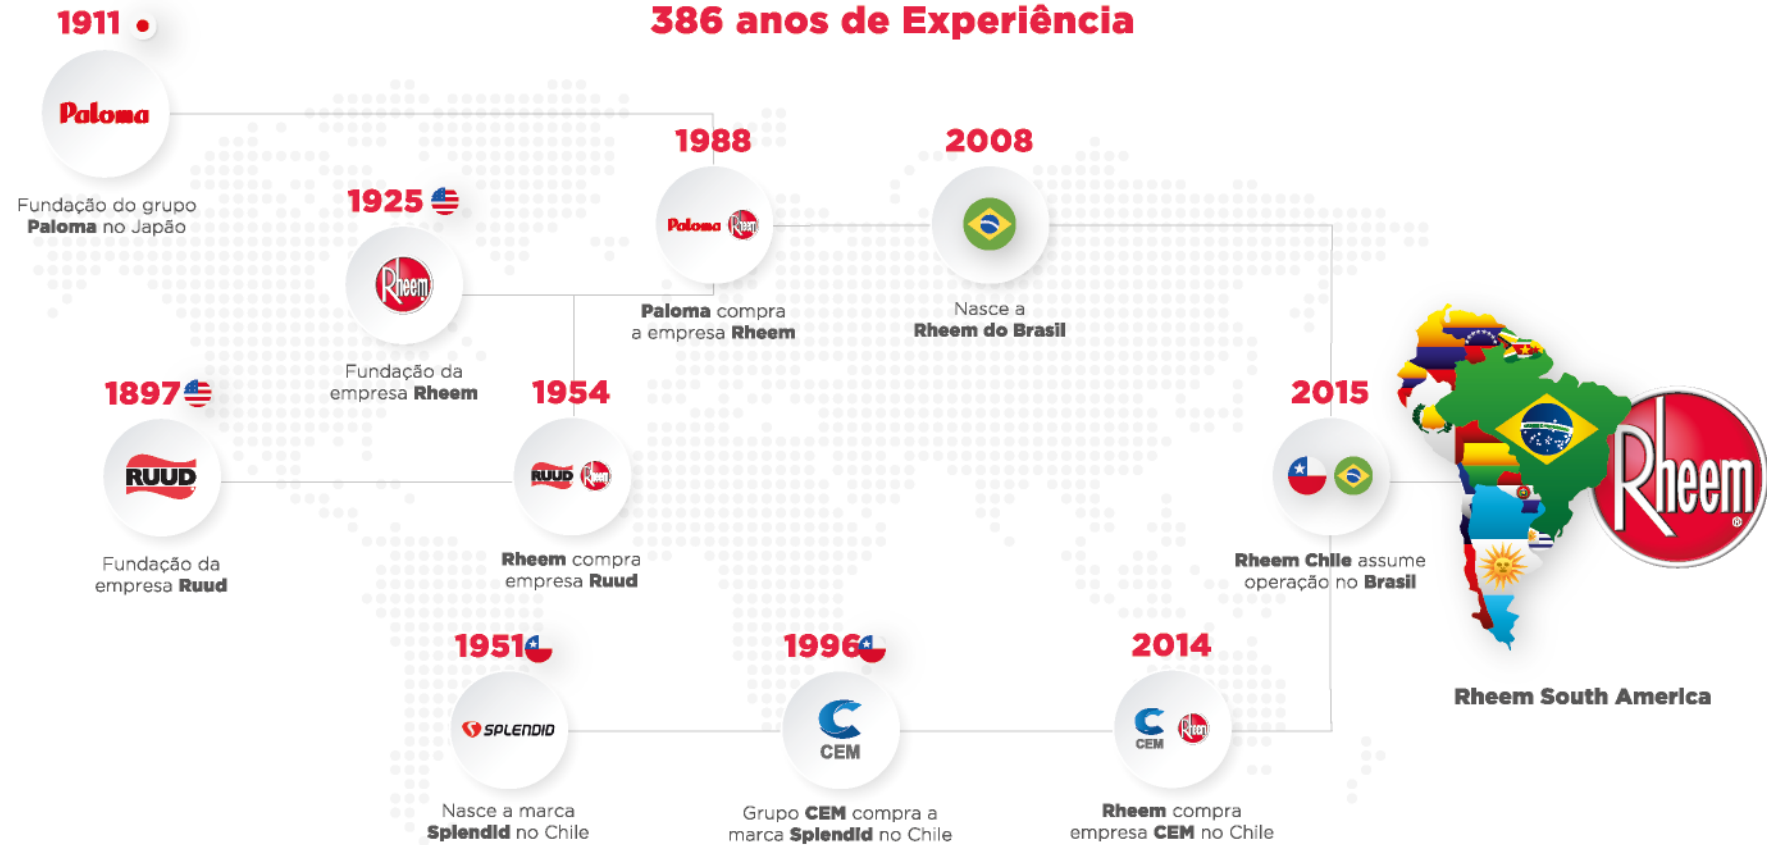 386 anos de Experiência
1911
Paloma
Fundação do grupo
Paloma no Japão
1925
Rheem
Fundação da
empresa Rheem
1988
Paloma Rheem
Paloma compra
a empresa Rheem
2008
Nasce a
Rheem do Brasil
1897
RUUD
Fundação da
empresa Ruud
1954
RUUD Rheem
Rheem compra
empresa Ruud
2015
Rheem Chile assume
operação no Brasil
Rheem®
Rheem South America
1951
SPLENDID
Nasce a marca
Splendid no Chile
1996
CEM
Grupo CEM compra a
marca Splendid no Chile
2014
CEM Rheem
Rheem compra
empresa CEM no Chile